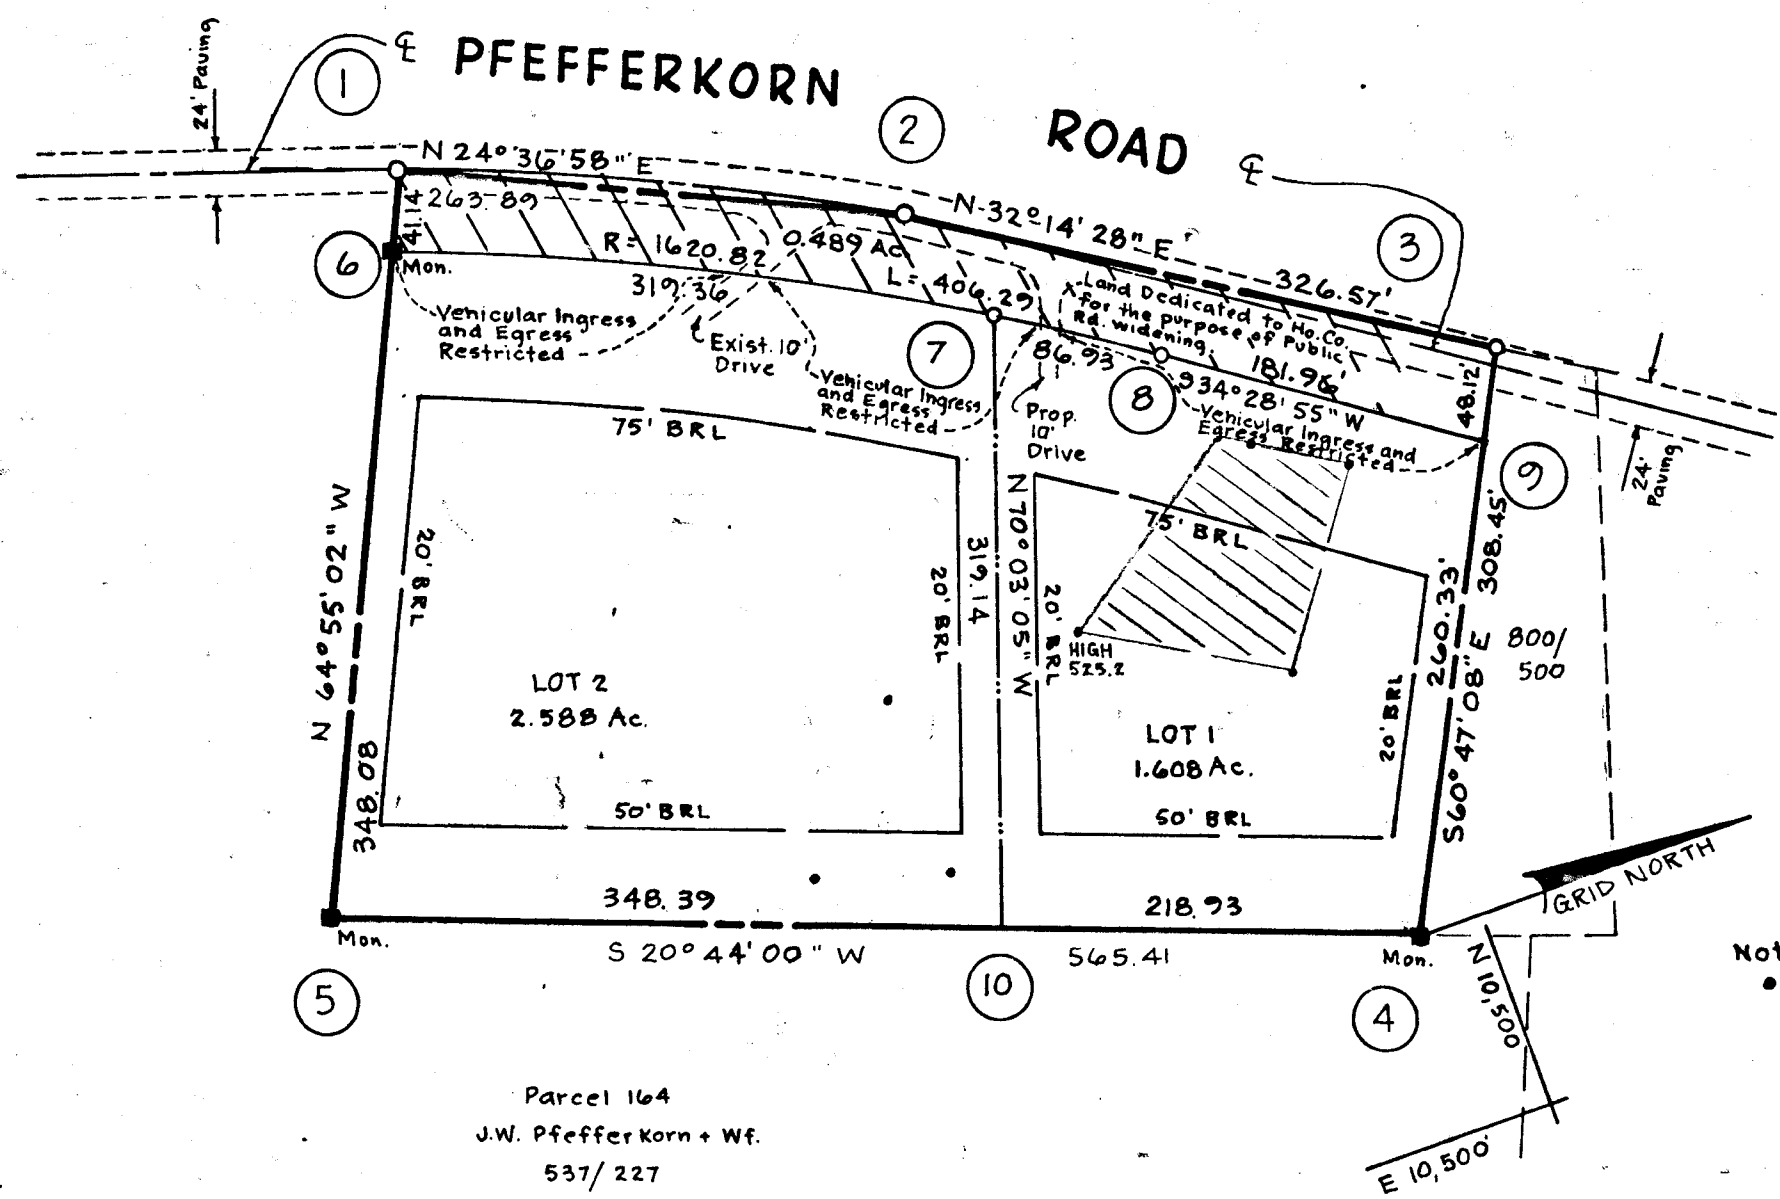 24' Paving
1
℄ PFEFFERKORN ROAD ℄
2
3
N 24° 36' 58" E
263.89
N 32° 14' 28" E
326.57'
41.14
6
Mon.
R = 1620.82
0.489 Ac.
L = 406.29
319.36
Land Dedicated to Ho. Co.
for the purpose of Public
Rd. widening
Vehicular Ingress
and Egress
Restricted
Exist. 10'
Drive
Vehicular Ingress
and Egress
Restricted
7
86.93
8
181.96'
S34° 28' 55" W
Vehicular Ingress and
Egress Restricted
Prop.
10'
Drive
48.12'
9
24'
Paving
75' BRL
75' BRL
N 64° 55' 02" W
348.08
20' BRL
20' BRL
319.14
N 70° 03' 05" W
20' BRL
HIGH
525.2
20' BRL
260.33'
308.45'
S60° 47' 08" E
800/
500
LOT 2
2.588 Ac.
LOT 1
1.608 Ac.
50' BRL
50' BRL
348.39
218.93
Mon.
S 20° 44' 00" W
565.41
Mon.
GRID NORTH
Not
5
10
4
N 10,500
E 10,500'
Parcel 164
J.W. Pfefferkorn + Wf.
537/227